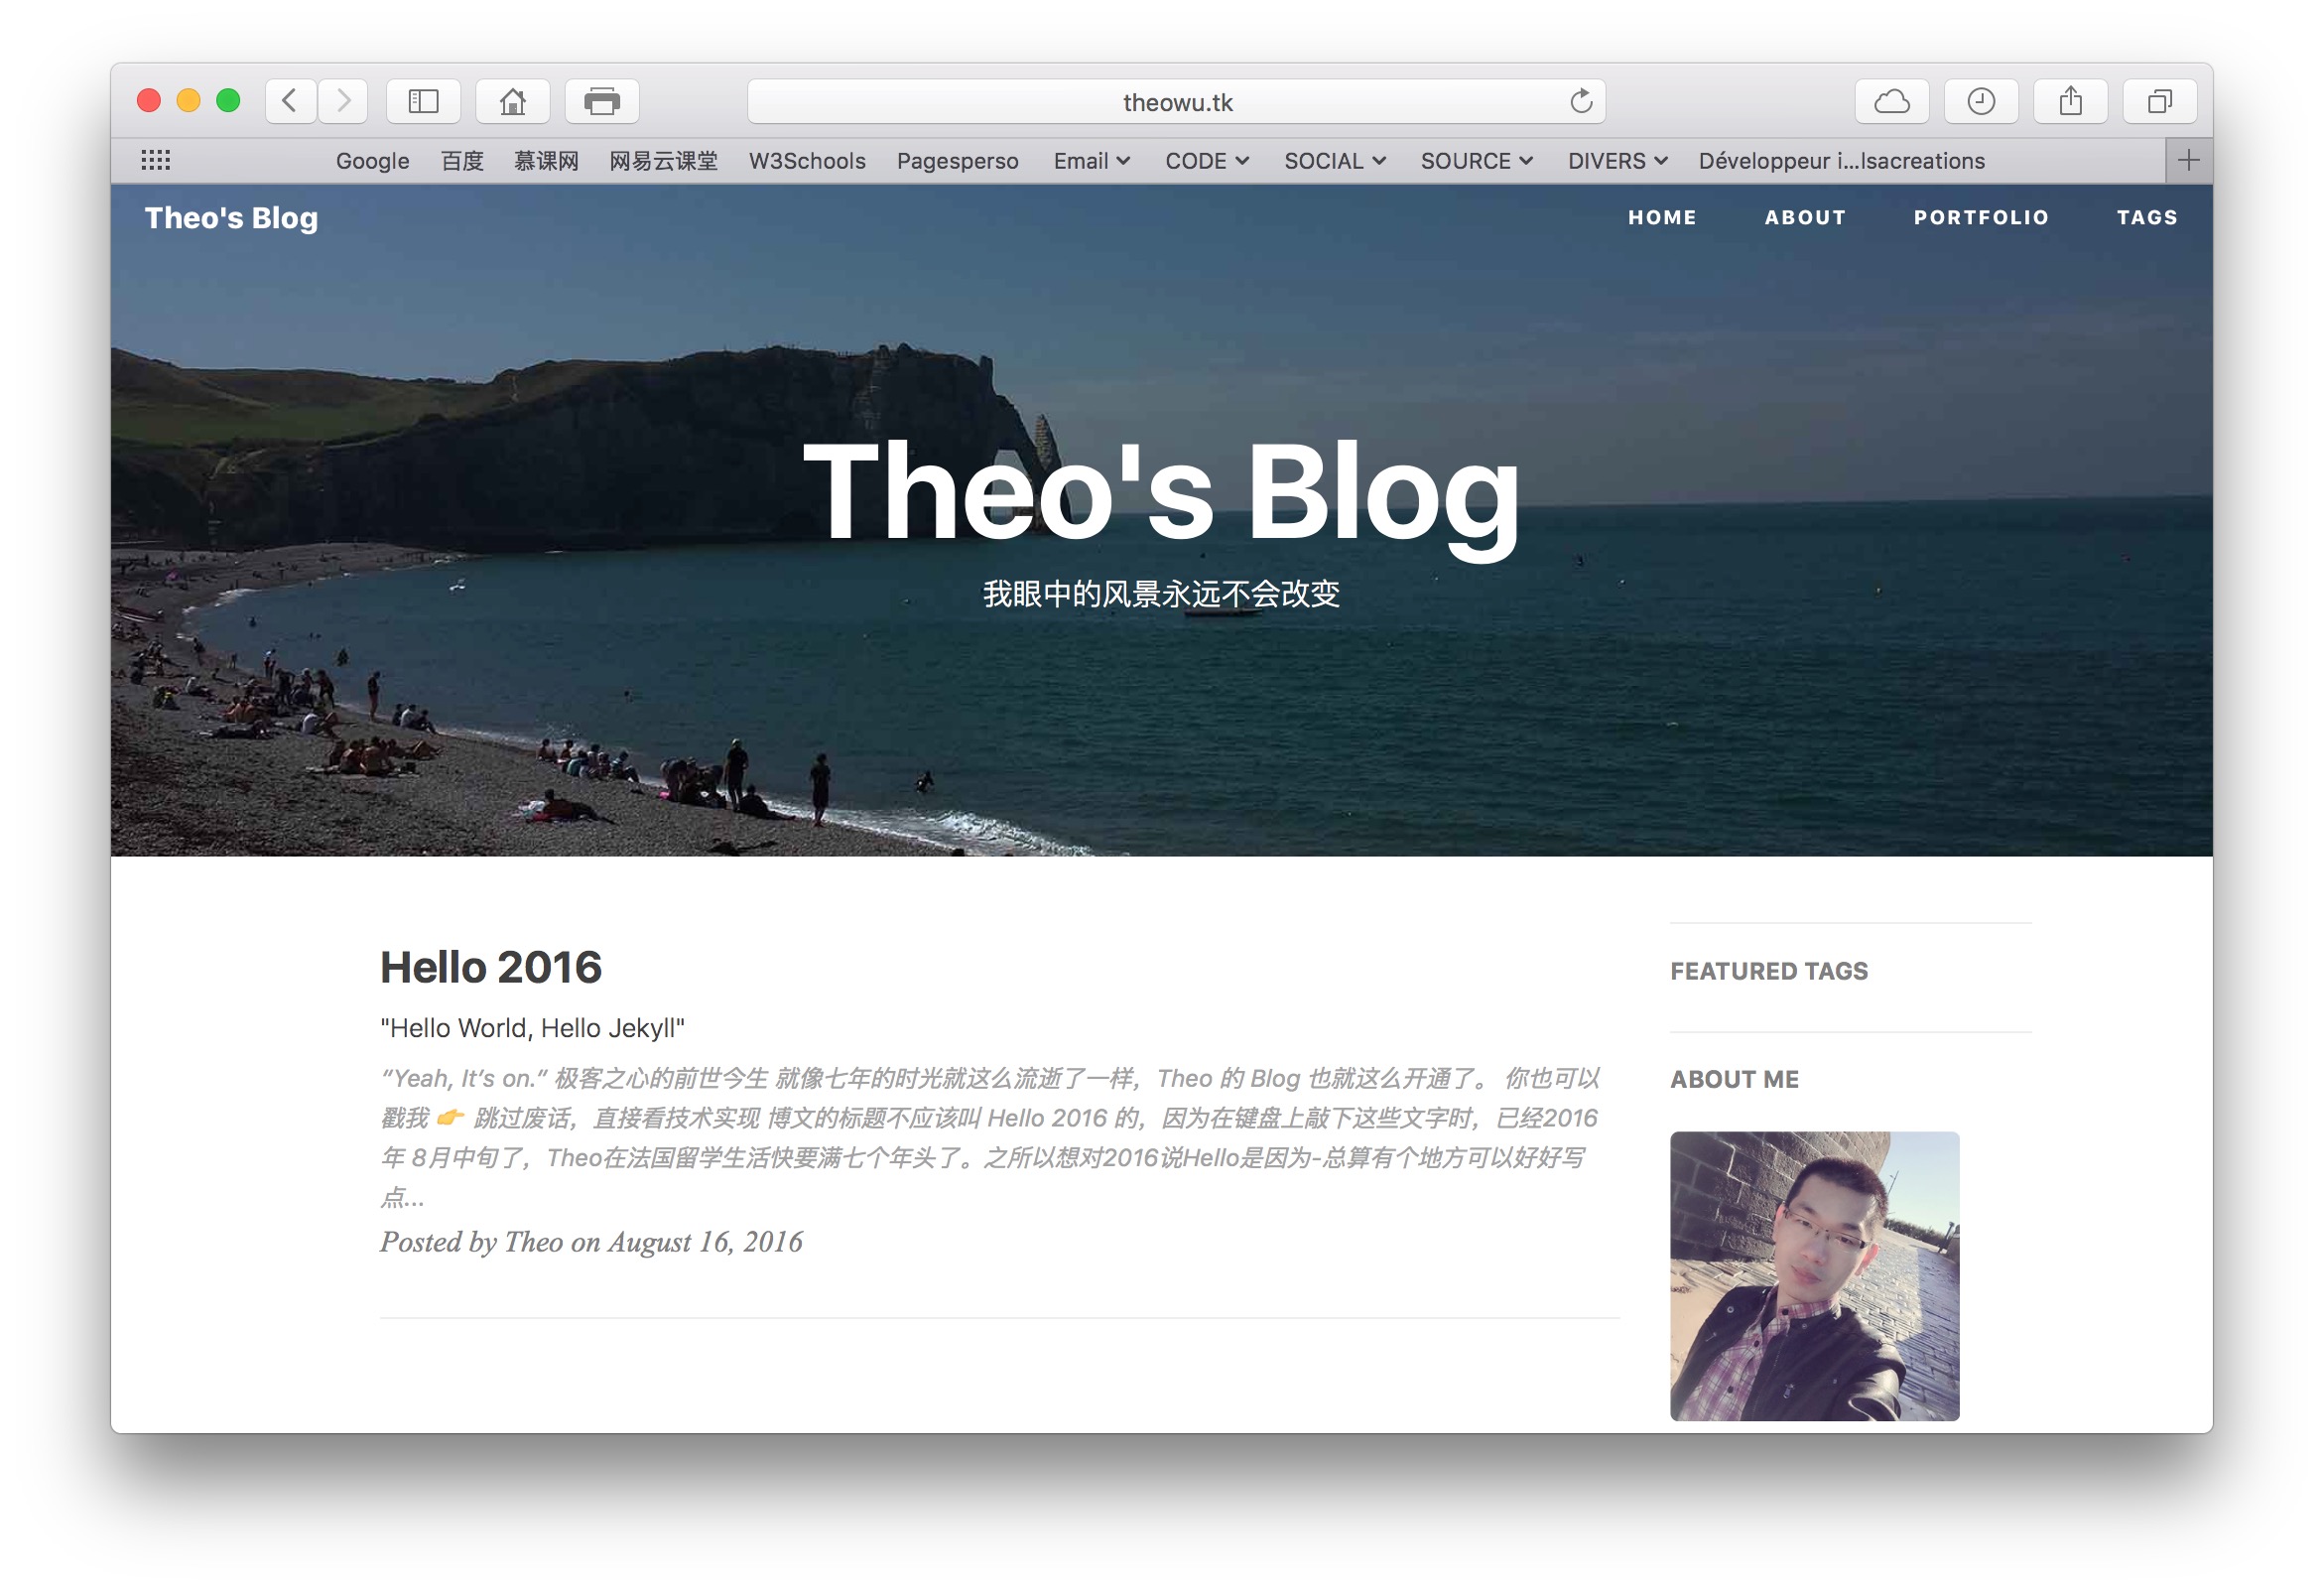 theowu.tk
Google 百度 慕课网 网易云课堂 W3Schools Pagesperso Email CODE SOCIAL SOURCE DIVERS Développeur i...lsacreations
Theo's Blog HOME ABOUT PORTFOLIO TAGS
Theo's Blog
我眼中的风景永远不会改变
Hello 2016
"Hello World, Hello Jekyll"
“Yeah, It’s on.” 极客之心的前世今生 就像七年的时光就这么流逝了一样，Theo 的 Blog 也就这么开通了。 你也可以
戳我 👉 跳过废话，直接看技术实现 博文的标题不应该叫 Hello 2016 的，因为在键盘上敲下这些文字时，已经2016
年 8月中旬了，Theo在法国留学生活快要满七个年头了。之所以想对2016说Hello是因为-总算有个地方可以好好写
点...
Posted by Theo on August 16, 2016
FEATURED TAGS
ABOUT ME